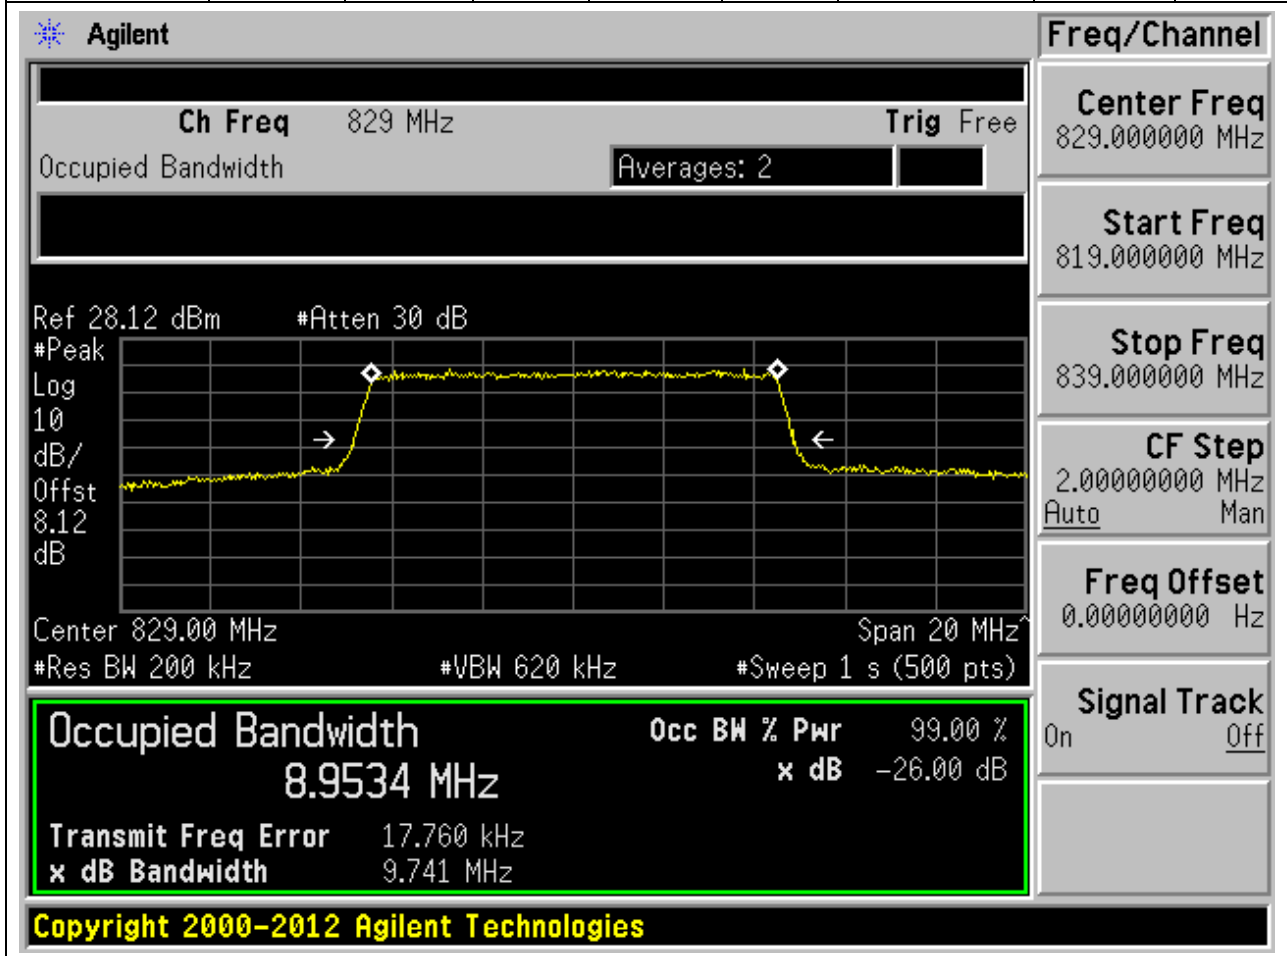 Agilent
Freq/Channel
Ch Freq 829 MHz Trig Free
Occupied Bandwidth Averages: 2
Center Freq
829.000000 MHz
Start Freq
819.000000 MHz
Stop Freq
839.000000 MHz
CF Step
2.00000000 MHz
Auto Man
Freq Offset
0.00000000 Hz
Signal Track
On Off
Ref 28.12 dBm #Atten 30 dB
#Peak
Log
10
dB/
Offst
8.12
dB
Center 829.00 MHz Span 20 MHz^
#Res BW 200 kHz #VBW 620 kHz #Sweep 1 s (500 pts)
Occupied Bandwidth Occ BW % Pwr 99.00 %
8.9534 MHz x dB -26.00 dB
Transmit Freq Error 17.760 kHz
x dB Bandwidth 9.741 MHz
Copyright 2000-2012 Agilent Technologies